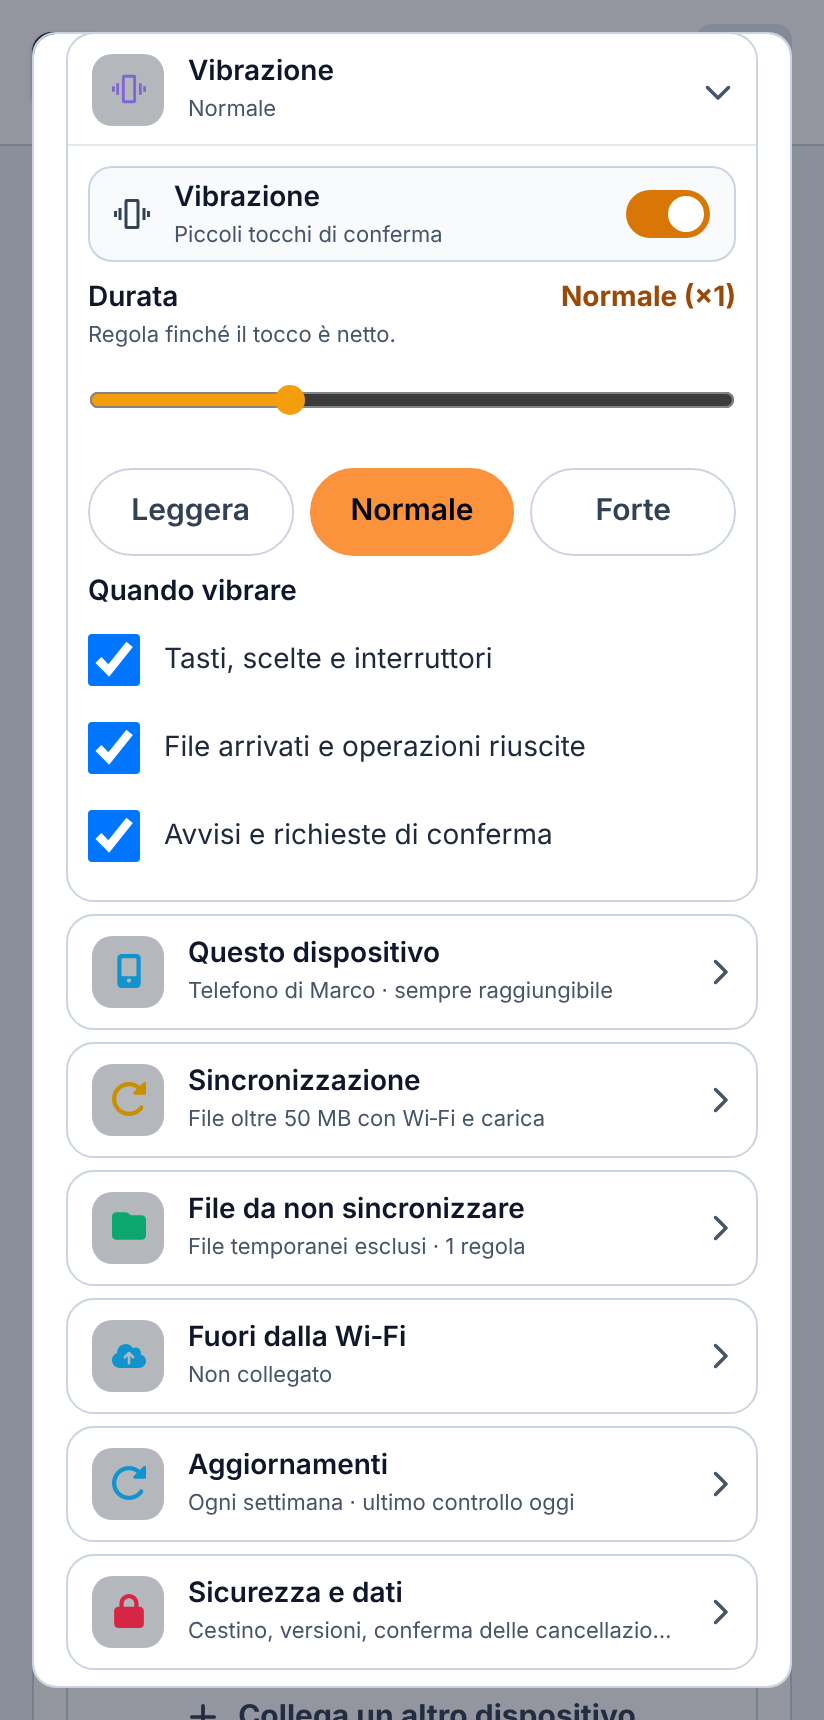 Vibrazione
Normale
Vibrazione
Piccoli tocchi di conferma
Durata
Normale (×1)
Regola finché il tocco è netto.
Leggera
Normale
Forte
Quando vibrare
Tasti, scelte e interruttori
File arrivati e operazioni riuscite
Avvisi e richieste di conferma
Questo dispositivo
Telefono di Marco · sempre raggiungibile
Sincronizzazione
File oltre 50 MB con Wi-Fi e carica
File da non sincronizzare
File temporanei esclusi · 1 regola
Fuori dalla Wi-Fi
Non collegato
Aggiornamenti
Ogni settimana · ultimo controllo oggi
Sicurezza e dati
Cestino, versioni, conferma delle cancellazio...
+ Collega un altro dispositivo